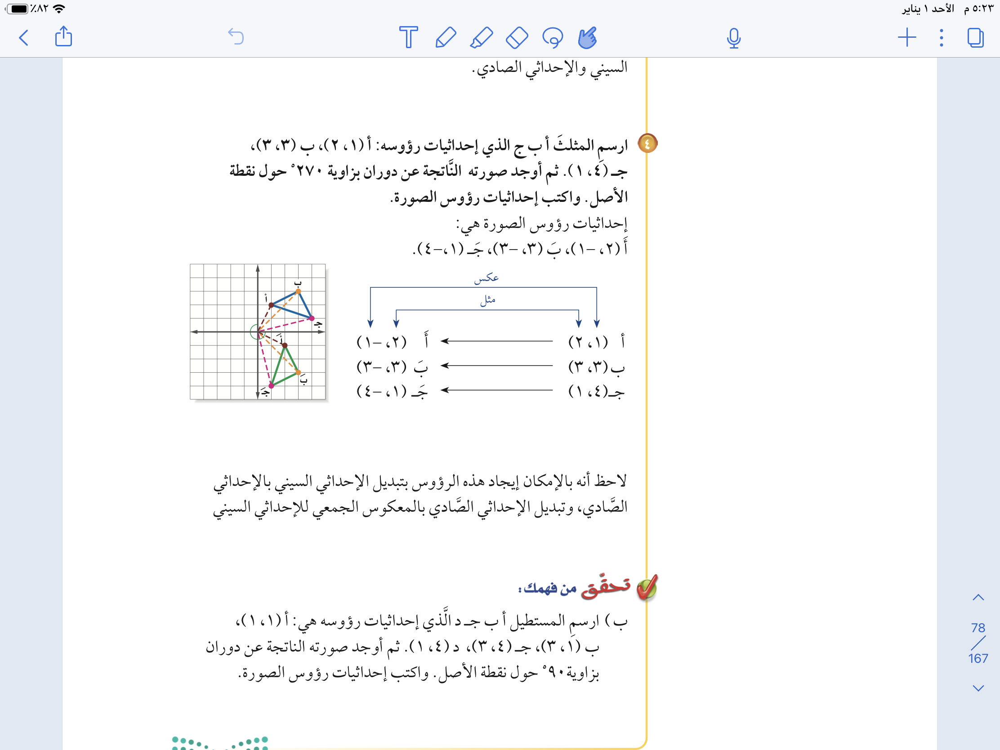 ٥:٢٣ م الأحد ١ يناير
٪٨٢
السيني والإحداثي الصادي.
٤
ارسمِ المثلثَ أ ب ج الذي إحداثيات رؤوسه: أ (١، ٢)، ب (٣، ٣)،
جـ (٤، ١). ثم أوجد صورته النَّاتجة عن دوران بزاوية ٢٧٠° حول نقطة
الأصل. واكتب إحداثيات رؤوس الصورة.
إحداثيات رؤوس الصورة هي:
أَ (٢، –١)، بَ (٣، –٣)، جَـ (١، –٤).
عكس
مثل
أ (١، ٢) أَ (٢، –١)
ب (٣، ٣) بَ (٣، –٣)
جـ (٤، ١) جَـ (١، –٤)
ب
أ
جـ
أَ
بَ
جَـ
لاحظ أنه بالإمكان إيجاد هذه الرؤوس بتبديل الإحداثي السيني بالإحداثي
الصَّادي، وتبديل الإحداثي الصَّادي بالمعكوس الجمعي للإحداثي السيني
تحقّق من فهمك:
ب) ارسمِ المستطيل أ ب جـ د الَّذي إحداثيات رؤوسه هي: أ (١، ١)،
ب (١، ٣)، جـ (٤، ٣)، د (٤، ١). ثم أوجد صورته الناتجة عن دوران
بزاوية ٩٠° حول نقطة الأصل. واكتب إحداثيات رؤوس الصورة.
78
167